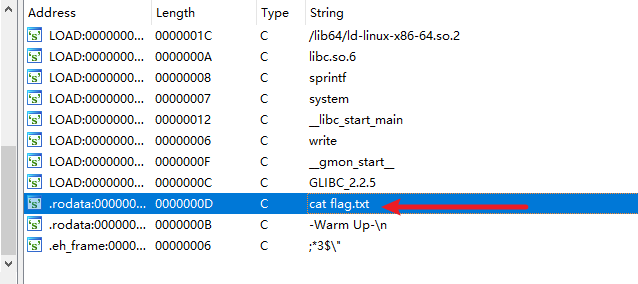 Address Length Type String
LOAD:0000000... 0000001C C /lib64/ld-linux-x86-64.so.2
LOAD:0000000... 0000000A C libc.so.6
LOAD:0000000... 00000008 C sprintf
LOAD:0000000... 00000007 C system
LOAD:0000000... 00000012 C __libc_start_main
LOAD:0000000... 00000006 C write
LOAD:0000000... 0000000F C __gmon_start__
LOAD:0000000... 0000000C C GLIBC_2.2.5
.rodata:000000... 0000000D C cat flag.txt
.rodata:000000... 00000000B C -Warm Up-\n
.eh_frame:0000... 00000006 C ;*3$\"